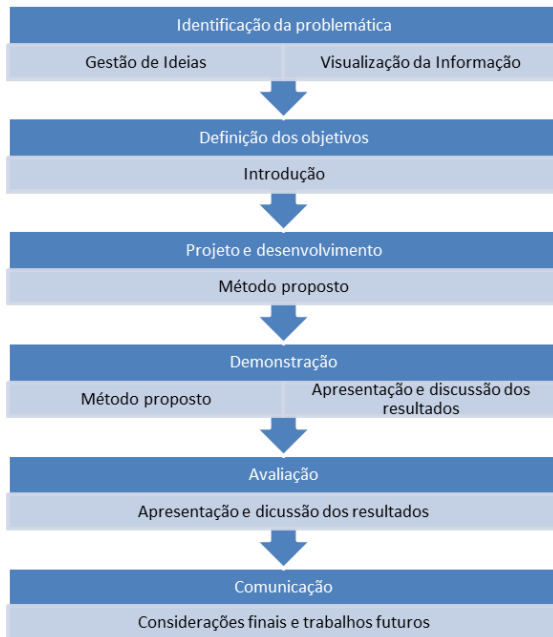 Identificação da problemática
Gestão de Ideias
Visualização da Informação
Definição dos objetivos
Introdução
Projeto e desenvolvimento
Método proposto
Demonstração
Método proposto
Apresentação e discussão dos
resultados
Avaliação
Apresentação e dicussão dos resultados
Comunicação
Considerações finais e trabalhos futuros